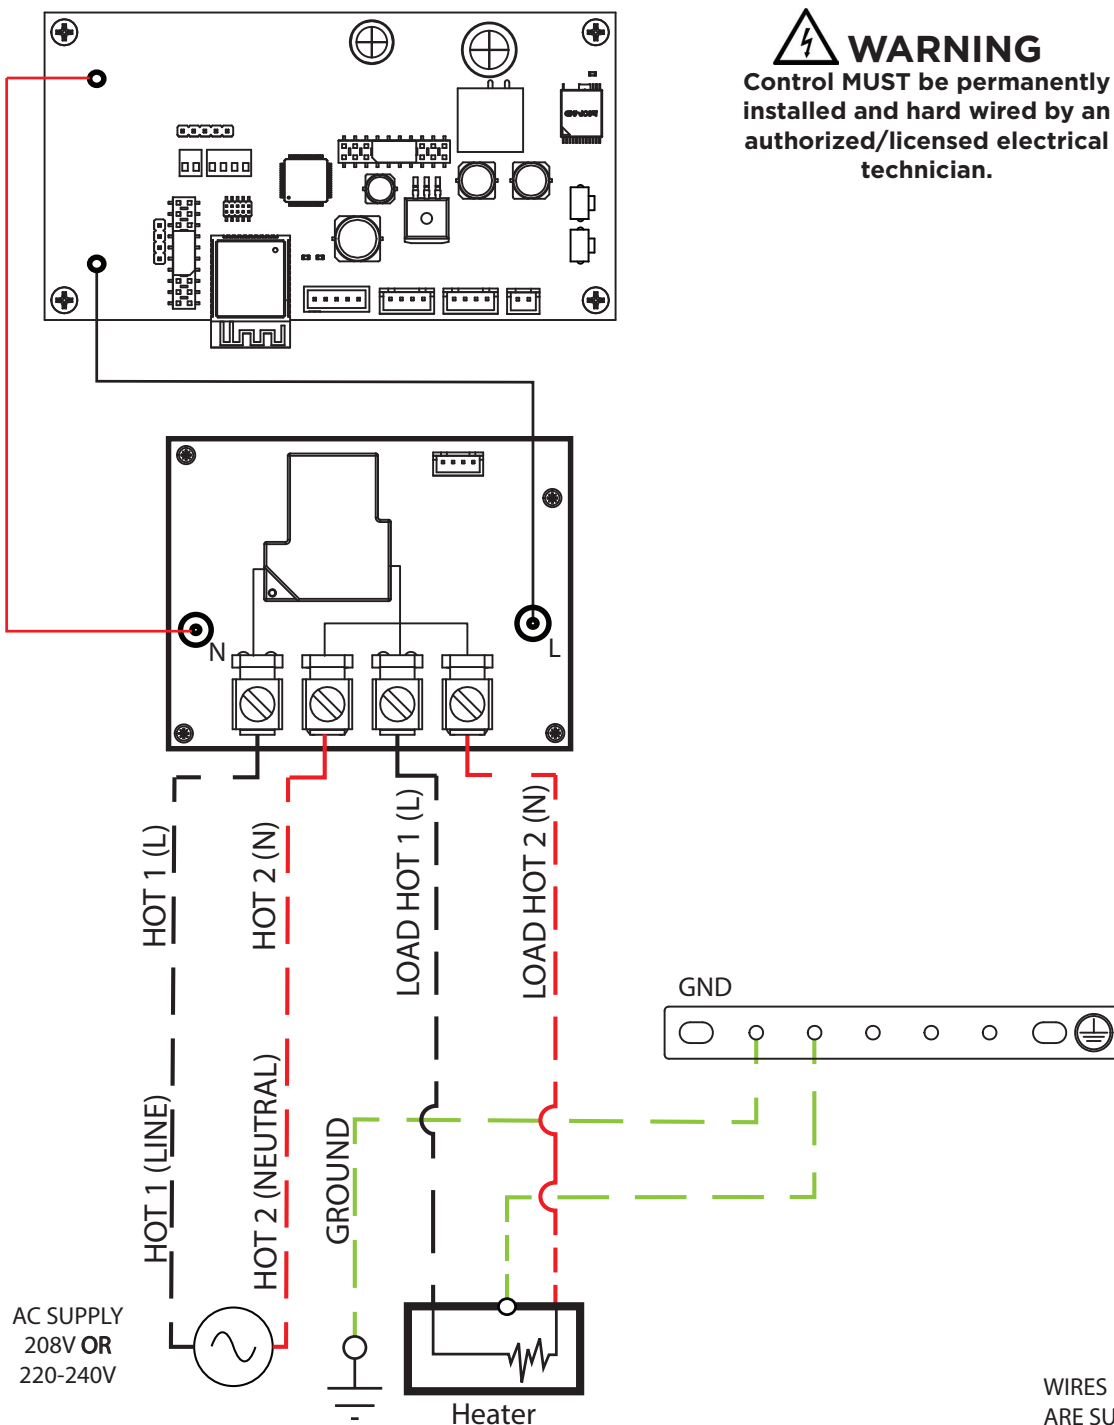 WARNING
Control MUST be permanently
installed and hard wired by an
authorized/licensed electrical
technician.
N
L
HOT 1 (L)
HOT 2 (N)
LOAD HOT 1 (L)
LOAD HOT 2 (N)
GND
HOT 1 (LINE)
HOT 2 (NEUTRAL)
GROUND
AC SUPPLY
208V OR
220-240V
Heater
WIRES
ARE SU